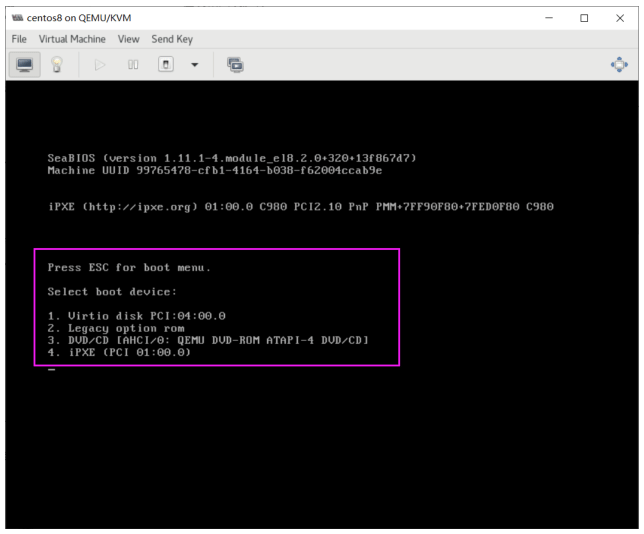 centos8 on QEMU/KVM
File Virtual Machine View Send Key
SeaBIOS (version 1.11.1-4.module_el8.2.0+320+13f867d7)
Machine UUID 99765478-cfb1-4164-b038-f62004ccab9e
iPXE (http://ipxe.org) 01:00.0 C980 PCI2.10 PnP PMM+7FF90F80+7FED0F80 C980
Press ESC for boot menu.
Select boot device:
1. Virtio disk PCI:04:00.0
2. Legacy option rom
3. DVD/CD [AHCI/0: QEMU DVD-ROM ATAPI-4 DVD/CD]
4. iPXE (PCI 01:00.0)